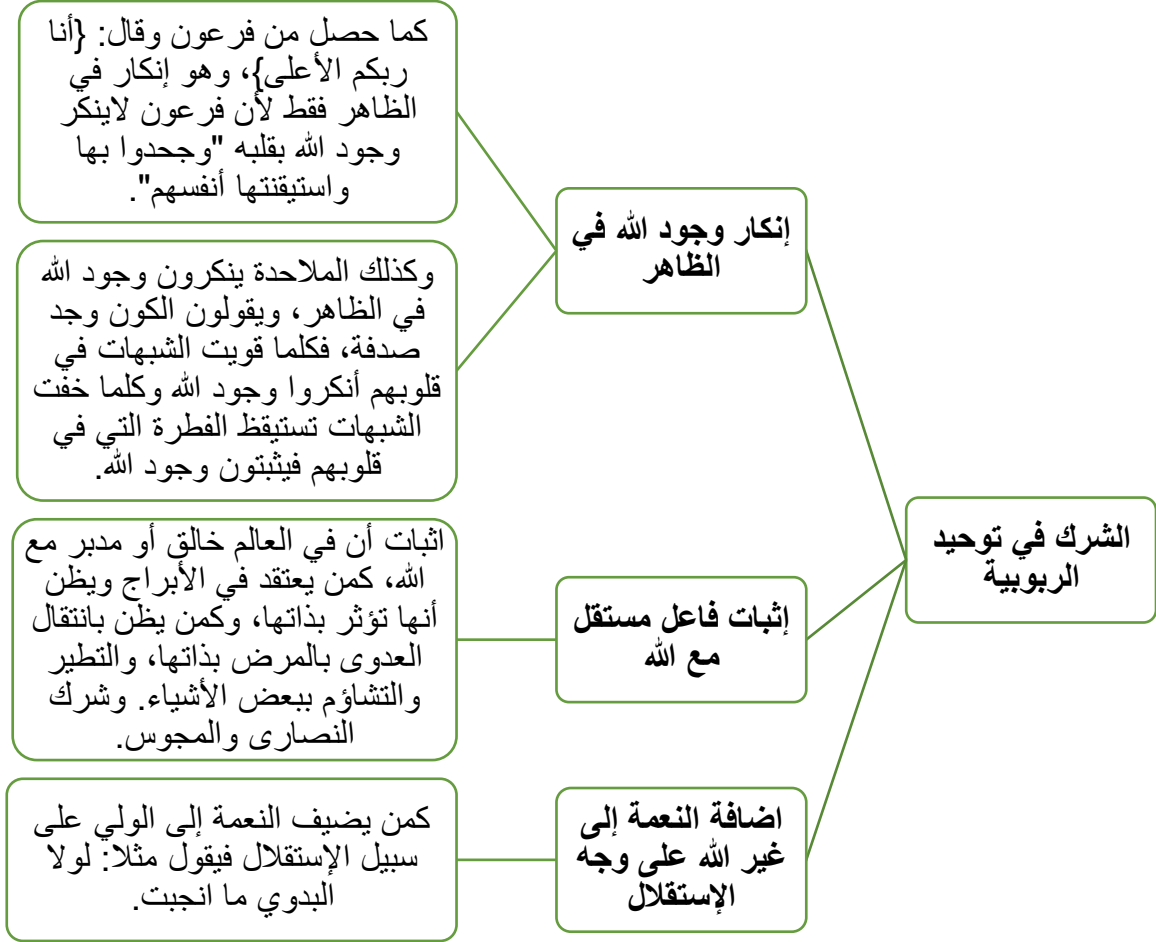 الشرك في توحيد
الربوبية
إنكار وجود الله في
الظاهر
كما حصل من فرعون وقال: {أنا
ربكم الأعلى}، وهو إنكار في
الظاهر فقط لأن فرعون لاينكر
وجود الله بقلبه "وجحدوا بها
واستيقنتها أنفسهم".
وكذلك الملاحدة ينكرون وجود الله
في الظاهر، ويقولون الكون وجد
صدفة، فكلما قويت الشبهات في
قلوبهم أنكروا وجود الله وكلما خفت
الشبهات تستيقظ الفطرة التي في
قلوبهم فيثبتون وجود الله.
إثبات فاعل مستقل
مع الله
اثبات أن في العالم خالق أو مدبر مع
الله، كمن يعتقد في الأبراج ويظن
أنها تؤثر بذاتها، وكمن يظن بانتقال
العدوى بالمرض بذاتها، والتطير
والتشاؤم ببعض الأشياء. وشرك
النصارى والمجوس.
اضافة النعمة إلى
غير الله على وجه
الإستقلال
كمن يضيف النعمة إلى الولي على
سبيل الإستقلال فيقول مثلا: لولا
البدوي ما انجبت.